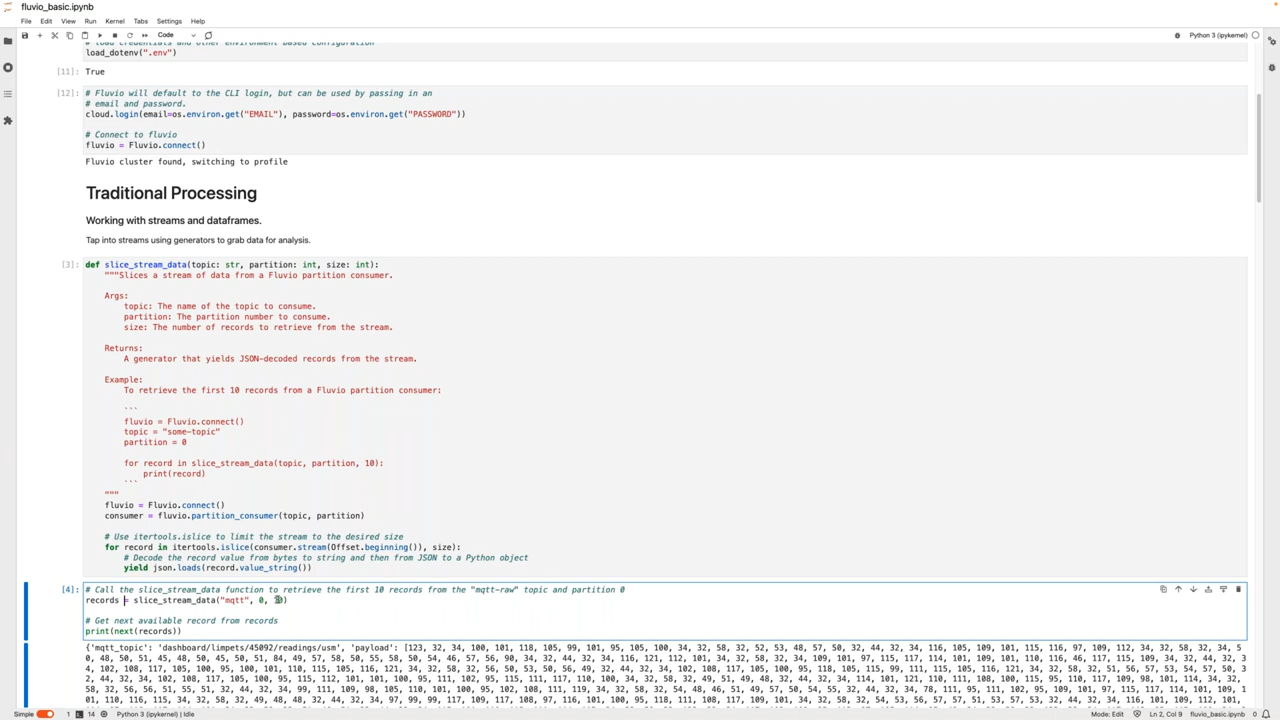 fluvio_basic.ipynb
File Edit View Run Kernel Tabs Settings Help
Code
Python 3 (ipykernel)
# load credentials and other environment based configuration
load_dotenv(".env")
[11]: True
[12]: # Fluvio will default to the CLI login, but can be used by passing in an
# email and password.
cloud.login(email=os.environ.get("EMAIL"), password=os.environ.get("PASSWORD"))
# Connect to fluvio
fluvio = Fluvio.connect()
Fluvio cluster found, switching to profile
Traditional Processing
Working with streams and dataframes.
Tap into streams using generators to grab data for analysis.
[3]: def slice_stream_data(topic: str, partition: int, size: int):
"""Slices a stream of data from a Fluvio partition consumer.
Args:
topic: The name of the topic to consume.
partition: The partition number to consume.
size: The number of records to retrieve from the stream.
Returns:
A generator that yields JSON-decoded records from the stream.
Example:
To retrieve the first 10 records from a Fluvio partition consumer:
```
fluvio = Fluvio.connect()
topic = "some-topic"
partition = 0
for record in slice_stream_data(topic, partition, 10):
print(record)
```
"""
fluvio = Fluvio.connect()
consumer = fluvio.partition_consumer(topic, partition)
# Use itertools.islice to limit the stream to the desired size
for record in itertools.islice(consumer.stream(Offset.beginning()), size):
# Decode the record value from bytes to string and then from JSON to a Python object
yield json.loads(record.value_string())
[4]: # Call the slice_stream_data function to retrieve the first 10 records from the "mqtt-raw" topic and partition 0
records = slice_stream_data("mqtt", 0, 10)
# Get next available record from records
print(next(records))
{'mqtt_topic': 'dashboard/limpets/45092/readings/usm', 'payload': [123, 32, 34, 100, 101, 118, 105, 99, 101, 95, 105, 100, 34, 32, 58, 32, 52, 53, 48, 57, 50, 32, 44, 32, 34, 116, 105, 109, 101, 115, 116, 97, 109, 112, 34, 32, 58, 32, 34, 5
Simple 1 14 Python 3 (ipykernel) | Idle
Mode: Edit Ln 2, Col 9 fluvio_basic.ipynb 0